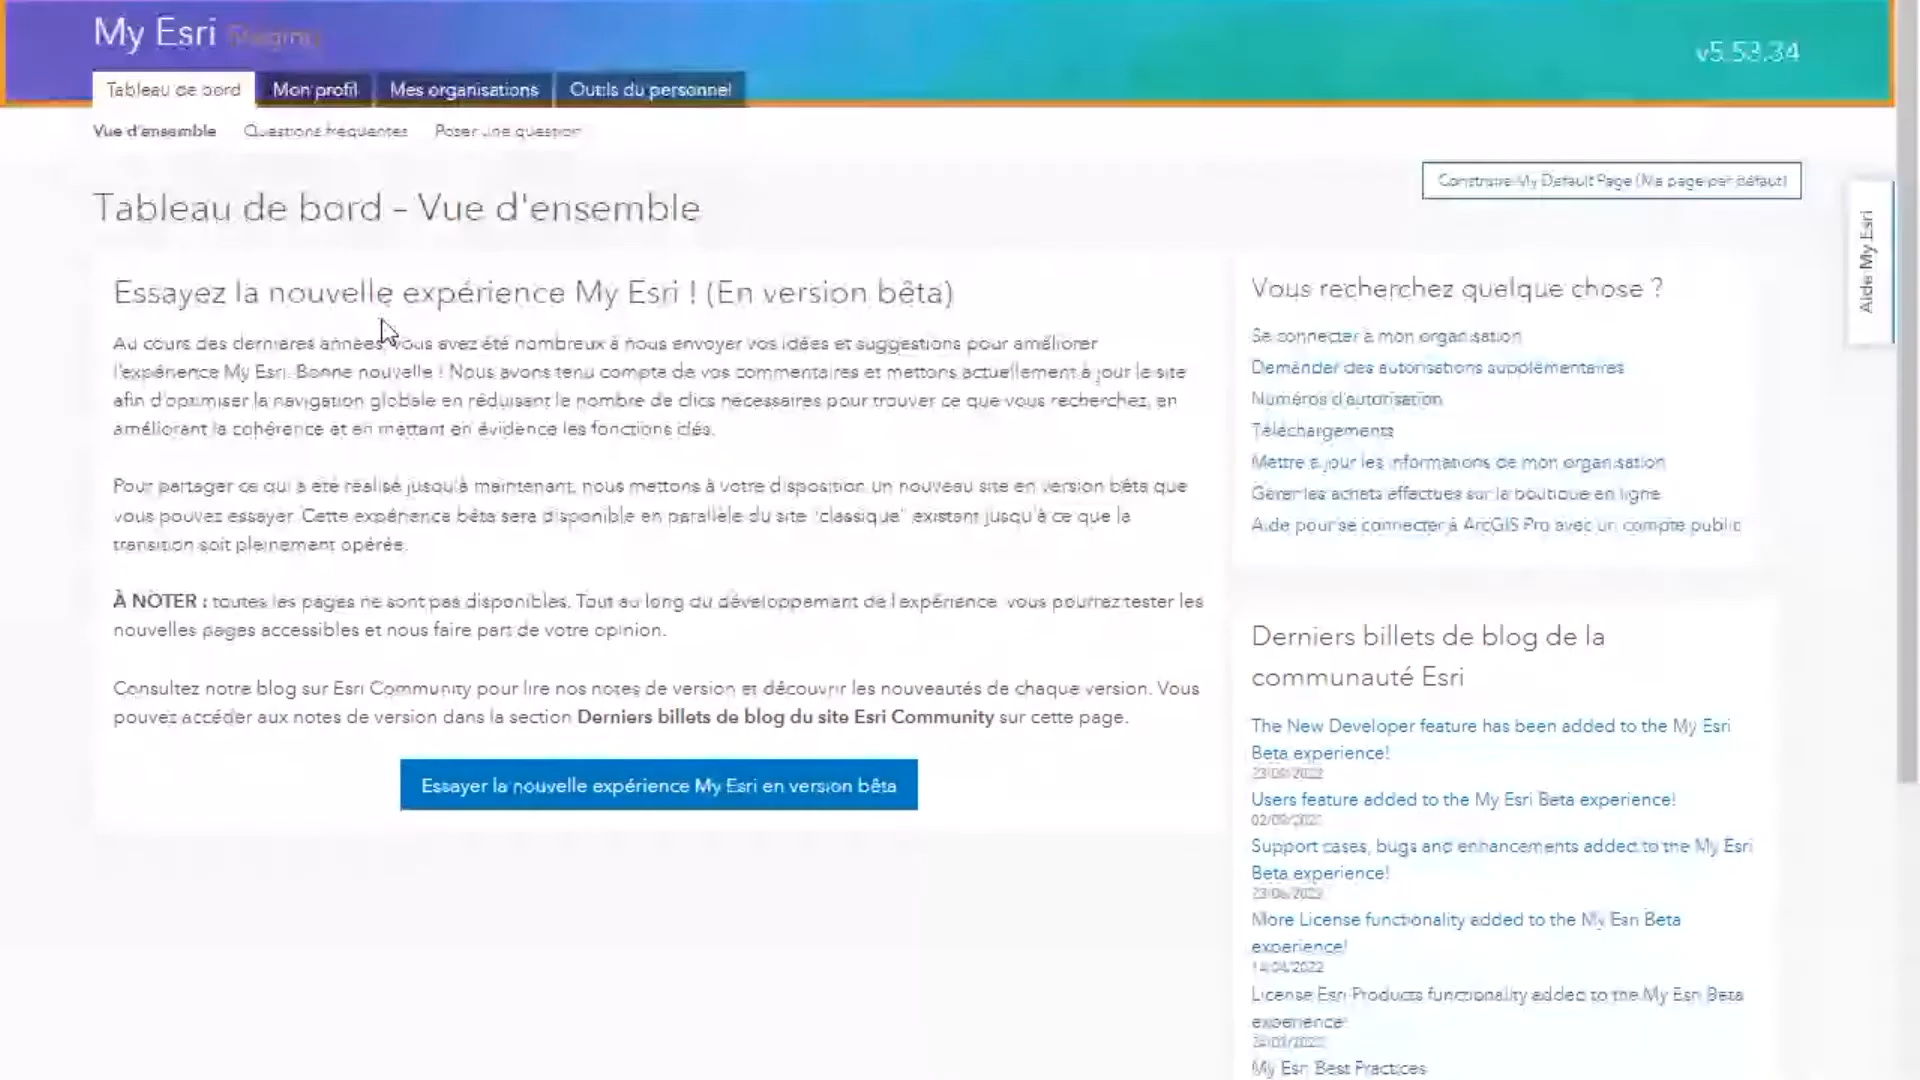 My Esri Staging
v5.53.34
Tableau de bord
Mon profil
Mes organisations
Outils du personnel
Vue d'ensemble
Questions fréquentes
Poser une question
Construire My Default Page (Ma page par défaut)
Tableau de bord - Vue d'ensemble
Aide My Esri
Essayez la nouvelle expérience My Esri ! (En version bêta)
Au cours des dernières années, vous avez été nombreux à nous envoyer vos idées et suggestions pour améliorer
l'expérience My Esri. Bonne nouvelle ! Nous avons tenu compte de vos commentaires et mettons actuellement à jour le site
afin d'optimiser la navigation globale en réduisant le nombre de clics nécessaires pour trouver ce que vous recherchez, en
améliorant la cohérence et en mettant en évidence les fonctions clés.
Pour partager ce qui a été réalisé jusqu'à maintenant, nous mettons à votre disposition un nouveau site en version bêta que
vous pouvez essayer. Cette expérience bêta sera disponible en parallèle du site "classique" existant jusqu'à ce que la
transition soit pleinement opérée.
À NOTER : toutes les pages ne sont pas disponibles. Tout au long du développement de l'expérience, vous pourrez tester les
nouvelles pages accessibles et nous faire part de votre opinion.
Consultez notre blog sur Esri Community pour lire nos notes de version et découvrir les nouveautés de chaque version. Vous
pouvez accéder aux notes de version dans la section Derniers billets de blog du site Esri Community sur cette page.
Essayer la nouvelle expérience My Esri en version bêta
Vous recherchez quelque chose ?
Se connecter à mon organisation
Demander des autorisations supplémentaires
Numéros d'autorisation
Téléchargements
Mettre à jour les informations de mon organisation
Gérer les achats effectués sur la boutique en ligne
Aide pour se connecter à ArcGIS Pro avec un compte public
Derniers billets de blog de la
communauté Esri
The New Developer feature has been added to the My Esri
Beta experience!
Users feature added to the My Esri Beta experience!
Support cases, bugs and enhancements added to the My Esri
Beta experience!
23/06/2022
More License functionality added to the My Esri Beta
experience!
14/04/2022
License Esri Products functionality added to the My Esri Beta
experience!
My Esri Best Practices